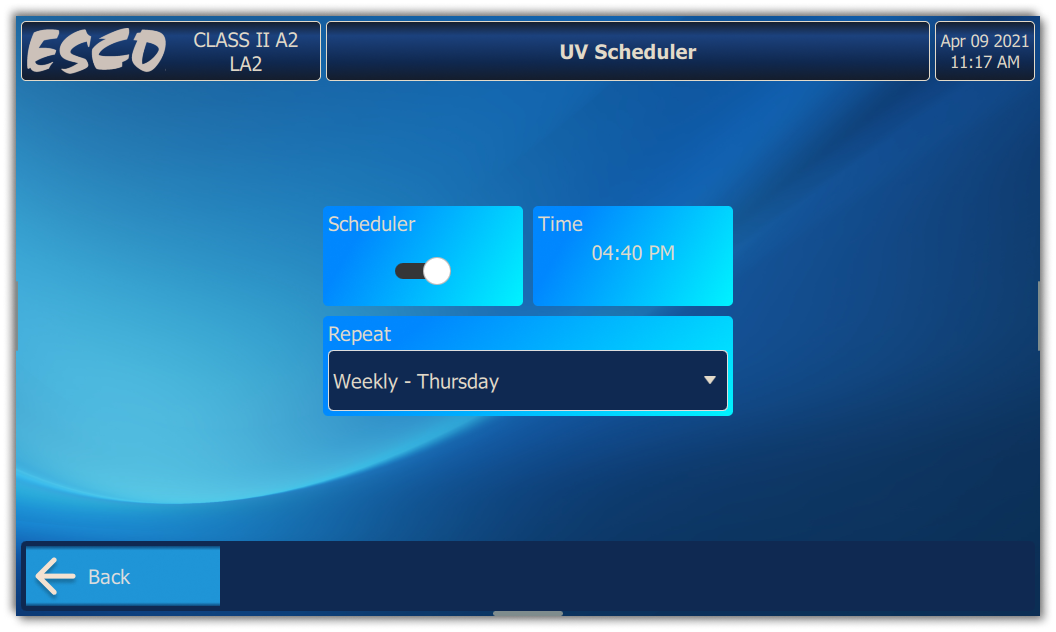 ESCO
CLASS II A2
LA2
UV Scheduler
Apr 09 2021
11:17 AM
Scheduler
Time
04:40 PM
Repeat
Weekly - Thursday
Back